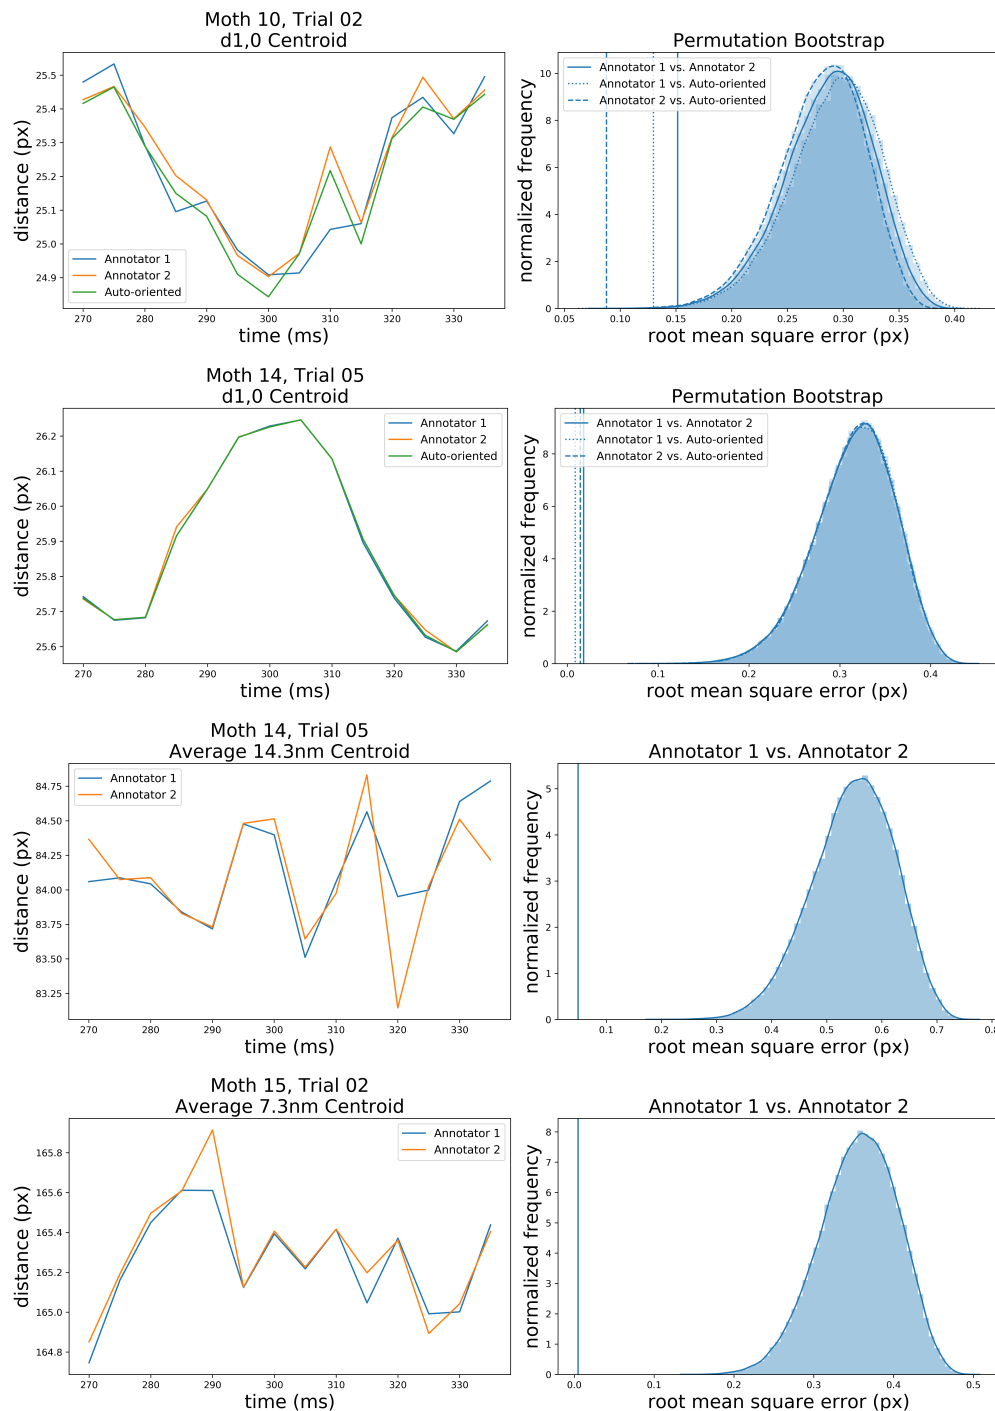 Moth 10, Trial 02
d1,0 Centroid
distance (px)
25.5
25.4
25.3
25.2
25.1
25.0
24.9
Annotator 1
Annotator 2
Auto-oriented
270 280 290 300 310 320 330
time (ms)
Permutation Bootstrap
normalized frequency
10
8
6
4
2
0
Annotator 1 vs. Annotator 2
Annotator 1 vs. Auto-oriented
Annotator 2 vs. Auto-oriented
0.05 0.10 0.15 0.20 0.25 0.30 0.35 0.40
root mean square error (px)
Moth 14, Trial 05
d1,0 Centroid
distance (px)
26.2
26.1
26.0
25.9
25.8
25.7
25.6
Annotator 1
Annotator 2
Auto-oriented
270 280 290 300 310 320 330
time (ms)
Permutation Bootstrap
normalized frequency
8
6
4
2
0
Annotator 1 vs. Annotator 2
Annotator 1 vs. Auto-oriented
Annotator 2 vs. Auto-oriented
0.0 0.1 0.2 0.3 0.4
root mean square error (px)
Moth 14, Trial 05
Average 14.3nm Centroid
distance (px)
84.75
84.50
84.25
84.00
83.75
83.50
83.25
Annotator 1
Annotator 2
270 280 290 300 310 320 330
time (ms)
Annotator 1 vs. Annotator 2
normalized frequency
5
4
3
2
1
0
0.1 0.2 0.3 0.4 0.5 0.6 0.7
root mean square error (px)
Moth 15, Trial 02
Average 7.3nm Centroid
distance (px)
165.8
165.6
165.4
165.2
165.0
164.8
Annotator 1
Annotator 2
270 280 290 300 310 320 330
time (ms)
Annotator 1 vs. Annotator 2
normalized frequency
8
7
6
5
4
3
2
1
0
0.0 0.1 0.2 0.3 0.4 0.5
root mean square error (px)